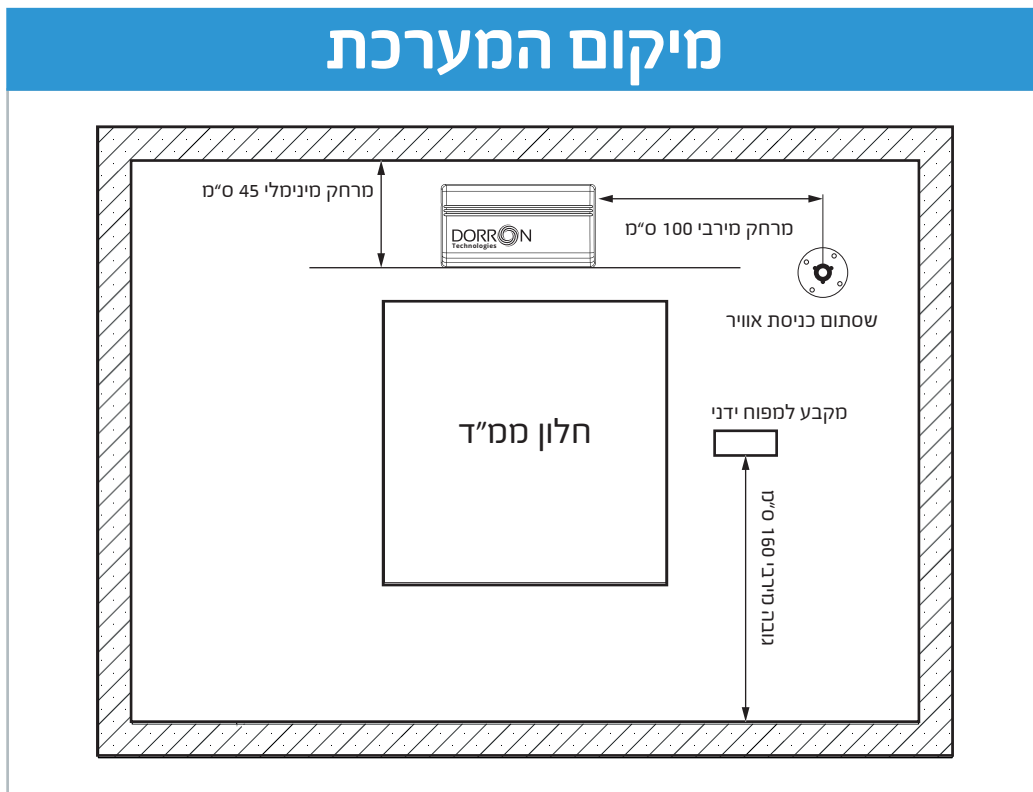 מיקום המערכת
מרחק מינימלי 45 ס״מ
DORRON
Technologies
מרחק מירבי 100 ס״מ
שסתום כניסת אוויר
מקבע למפוח ידני
חלון ממ״ד
גובה מירבי 160 ס״מ